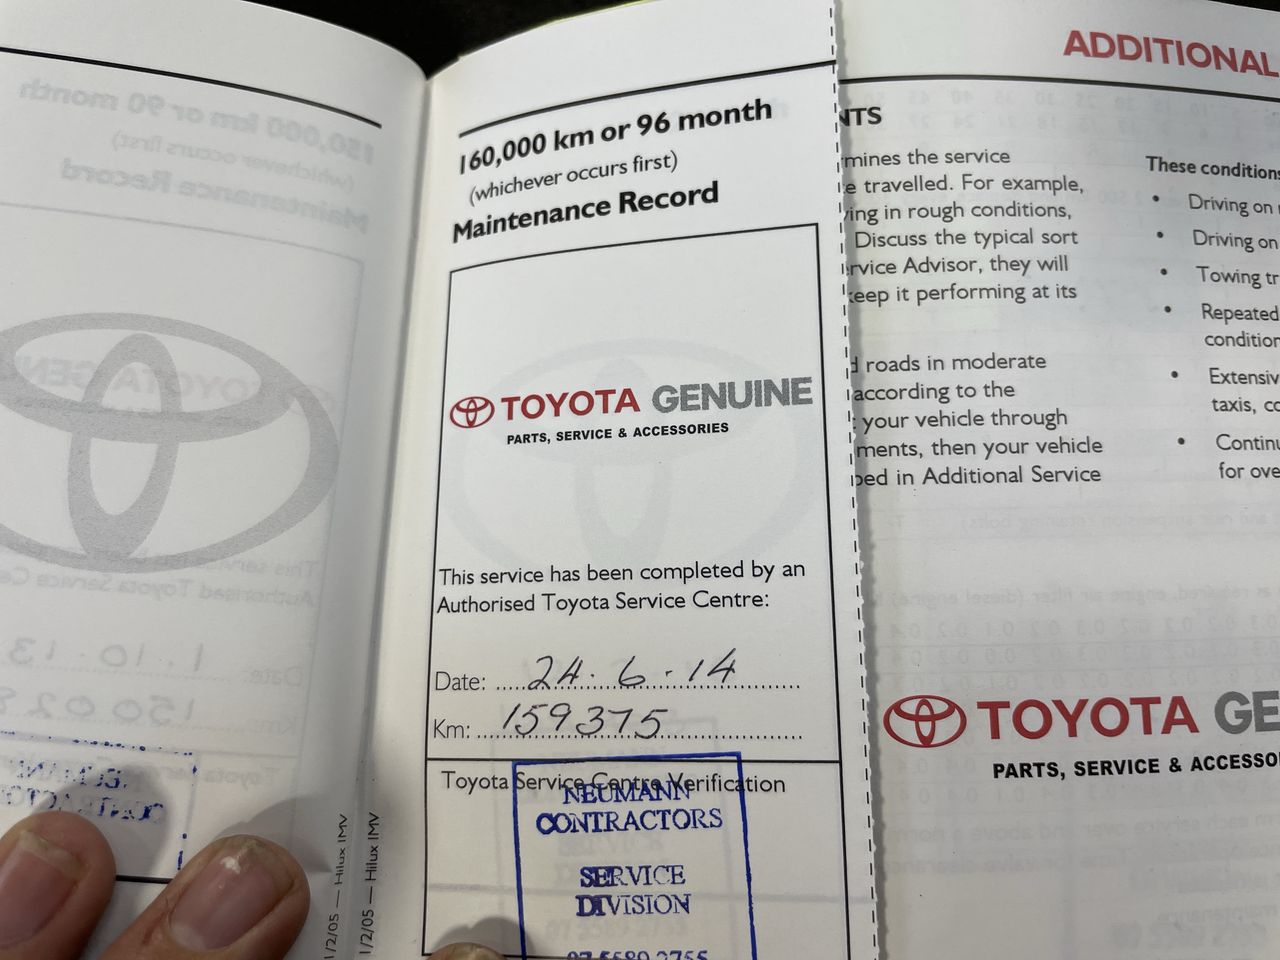 160,000 km or 96 month
(whichever occurs first)
Maintenance Record
TOYOTA GENUINE
PARTS, SERVICE & ACCESSORIES
This service has been completed by an
Authorised Toyota Service Centre:
Date: 24.6.14
Km: 159375
Toyota Service Centre Verification
NEUMANN
CONTRACTORS
SERVICE
DIVISION
07 5589 2755
1/2/05 — Hilux IMV
1/2/05 — Hilux IMV
ADDITIONAL
NTS
mines the service
e travelled. For example,
ing in rough conditions,
Discuss the typical sort
rvice Advisor, they will
keep it performing at its
d roads in moderate
according to the
your vehicle through
ments, then your vehicle
bed in Additional Service
These conditions
• Driving on
• Driving on
• Towing tr
• Repeated
condition
• Extensiv
taxis, co
• Continu
for ove
TOYOTA GE
PARTS, SERVICE & ACCESSO